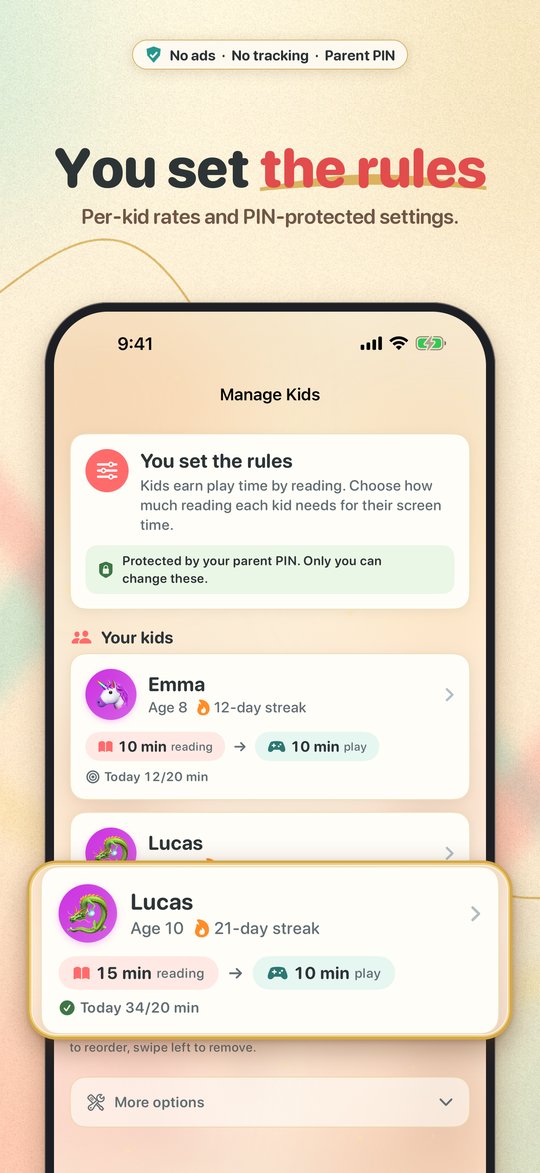 No ads · No tracking · Parent PIN
You set the rules
Per-kid rates and PIN-protected settings.
9:41
Manage Kids
You set the rules
Kids earn play time by reading. Choose how
much reading each kid needs for their screen
time.
Protected by your parent PIN. Only you can
change these.
Your kids
Emma
Age 8 12-day streak
10 min reading → 10 min play
Today 12/20 min
Lucas
Lucas
Age 10 21-day streak
15 min reading → 10 min play
Today 34/20 min
to reorder, swipe left to remove.
More options